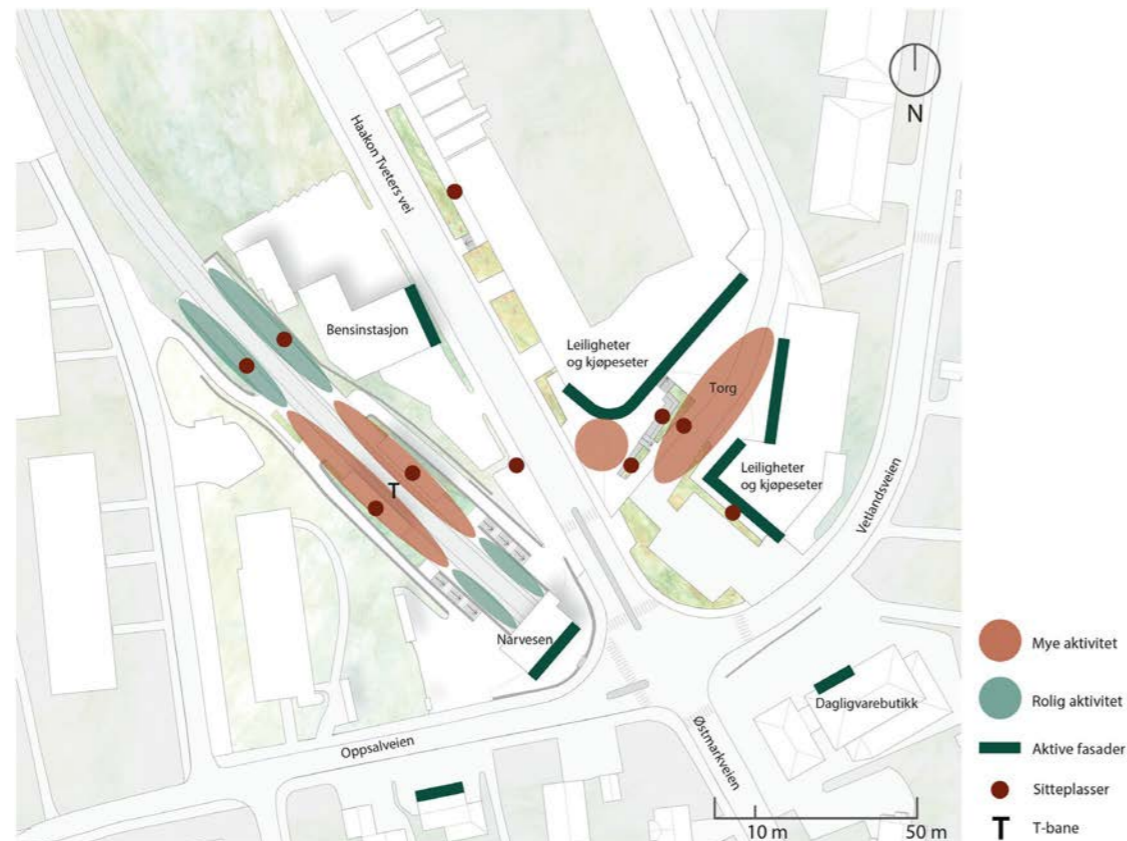 N
Haakon Tveters vei
Bensinstasjon
Leiligheter
og kjøpeseter
Torg
Leiligheter
og kjøpeseter
Vetlandsveien
T
Narvesen
Dagligvarebutikk
Oppsalveien
Østmarkveien
10 m
50 m
Mye aktivitet
Rolig aktivitet
Aktive fasader
Sitteplasser
T
T-bane